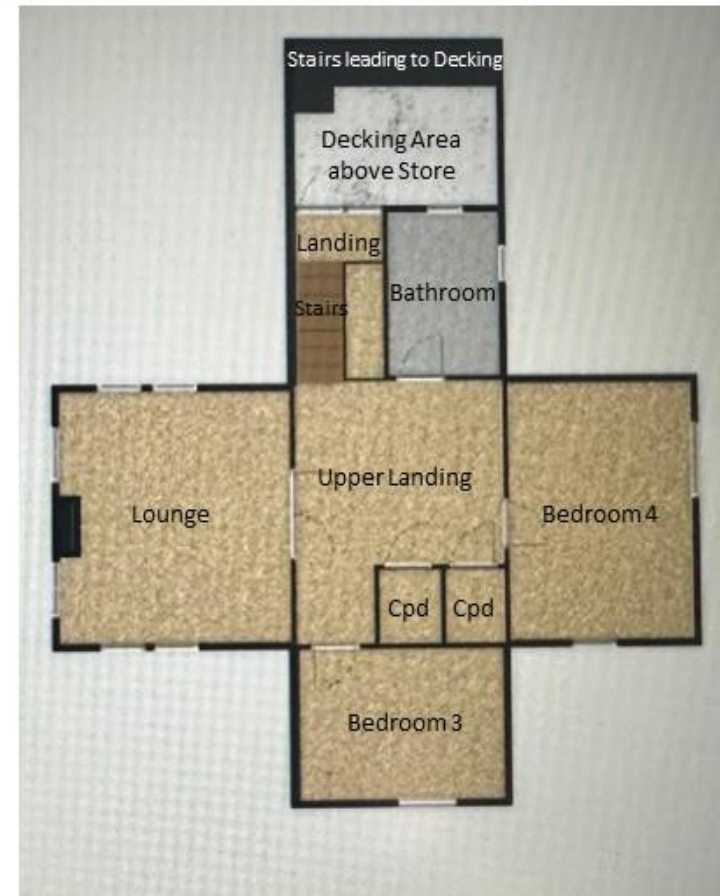 Stairs leading to Decking
Decking Area
above Store
Landing
Stairs
Bathroom
Upper Landing
Lounge
Bedroom 4
Cpd
Cpd
Bedroom 3